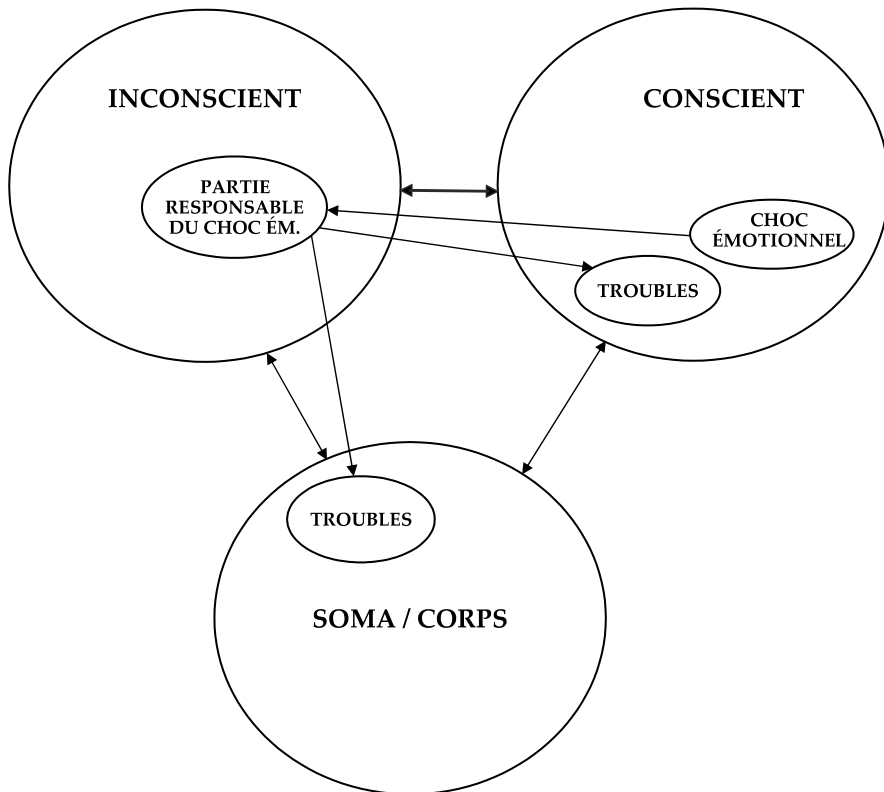 INCONSCIENT
CONSCIENT
PARTIE
RESPONSABLE
DU CHOC ÉM.
CHOC
ÉMOTIONNEL
TROUBLES
TROUBLES
SOMA / CORPS